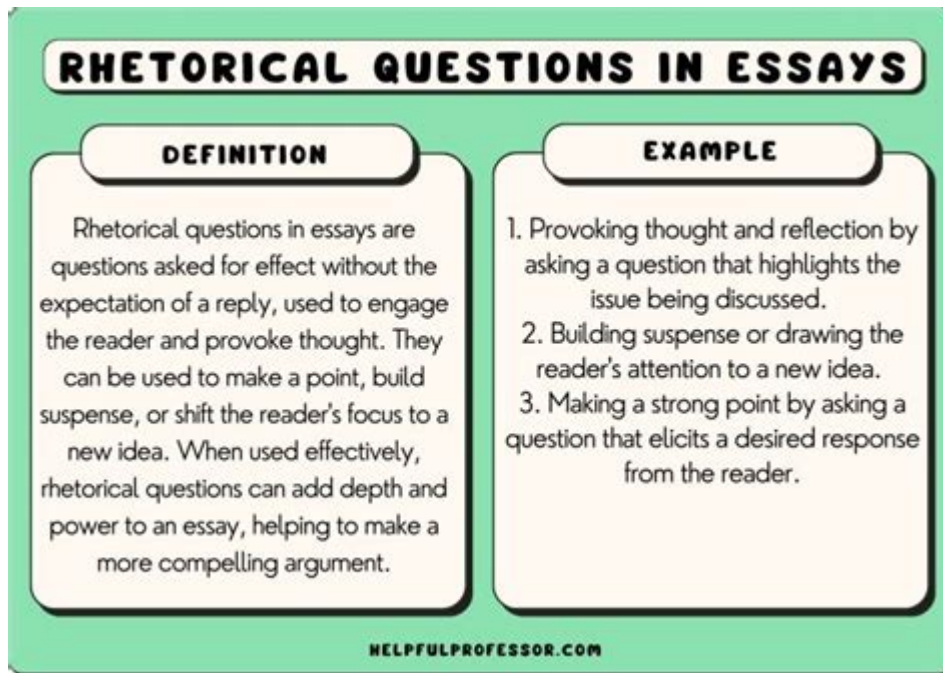 RHETORICAL QUESTIONS IN ESSAYS
DEFINITION
Rhetorical questions in essays are
questions asked for effect without the
expectation of a reply, used to engage
the reader and provoke thought. They
can be used to make a point, build
suspense, or shift the reader's focus to a
new idea. When used effectively,
rhetorical questions can add depth and
power to an essay, helping to make a
more compelling argument.
EXAMPLE
1. Provoking thought and reflection by
asking a question that highlights the
issue being discussed.
2. Building suspense or drawing the
reader's attention to a new idea.
3. Making a strong point by asking a
question that elicits a desired response
from the reader.
HELPFULPROFESSOR.COM